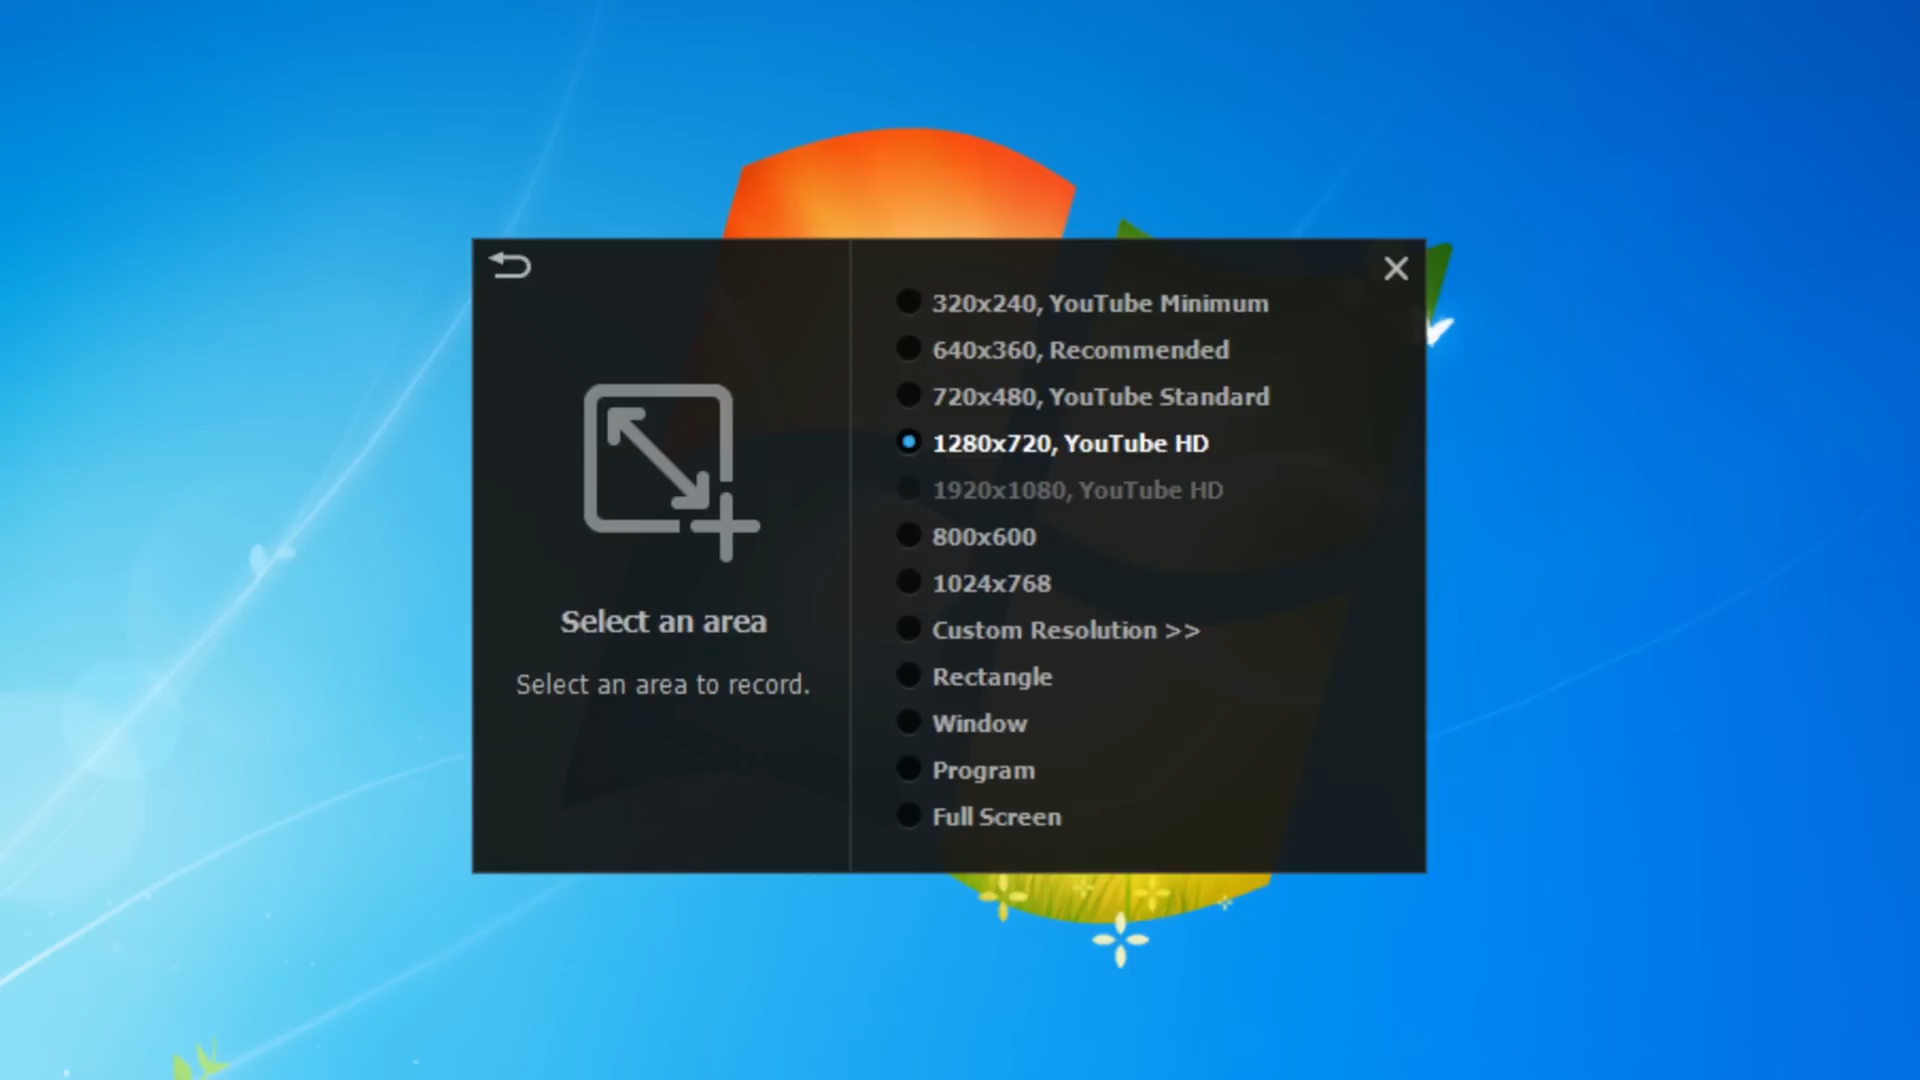 Select an area
Select an area to record.
320x240, YouTube Minimum
640x360, Recommended
720x480, YouTube Standard
1280x720, YouTube HD
1920x1080, YouTube HD
800x600
1024x768
Custom Resolution >>
Rectangle
Window
Program
Full Screen